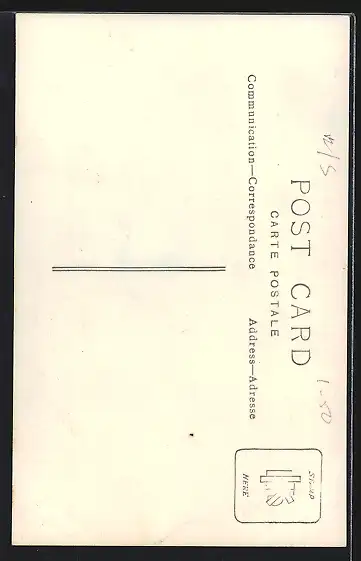 W/S
POST CARD
1-50
CARTE POSTALE
Communication—Correspondance
Address—Adresse
STAMP
HERE